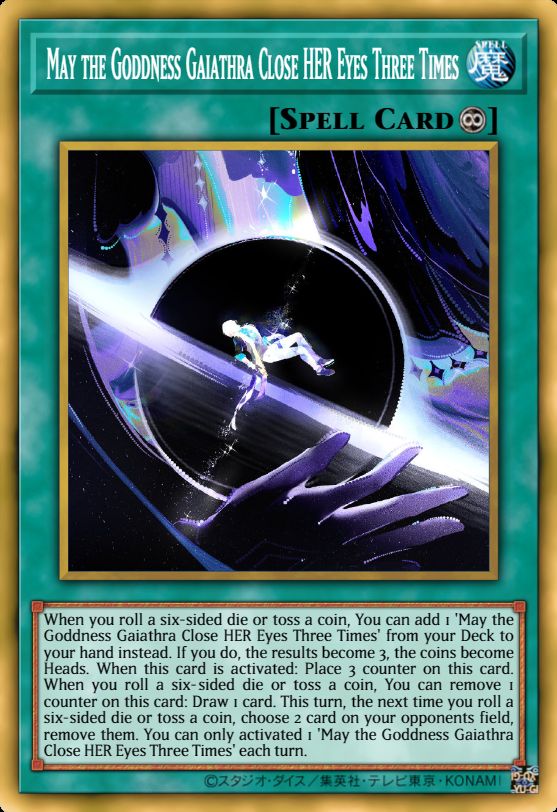 MAY THE GODDNESS GAIATHRA CLOSE HER EYES THREE TIMES
SPELL
魔
[SPELL CARD]
When you roll a six-sided die or toss a coin, You can add 1 'May the
Goddness Gaiathra Close HER Eyes Three Times' from your Deck to
your hand instead. If you do, the results become 3, the coins become
Heads. When this card is activated: Place 3 counter on this card.
When you roll a six-sided die or toss a coin, You can remove 1
counter on this card: Draw 1 card. This turn, the next time you roll a
six-sided die or toss a coin, choose 2 card on your opponents field,
remove them. You can only activated 1 'May the Goddness Gaiathra
Close HER Eyes Three Times' each turn.
©スタジオ・ダイス／集英社・テレビ東京・KONAMI